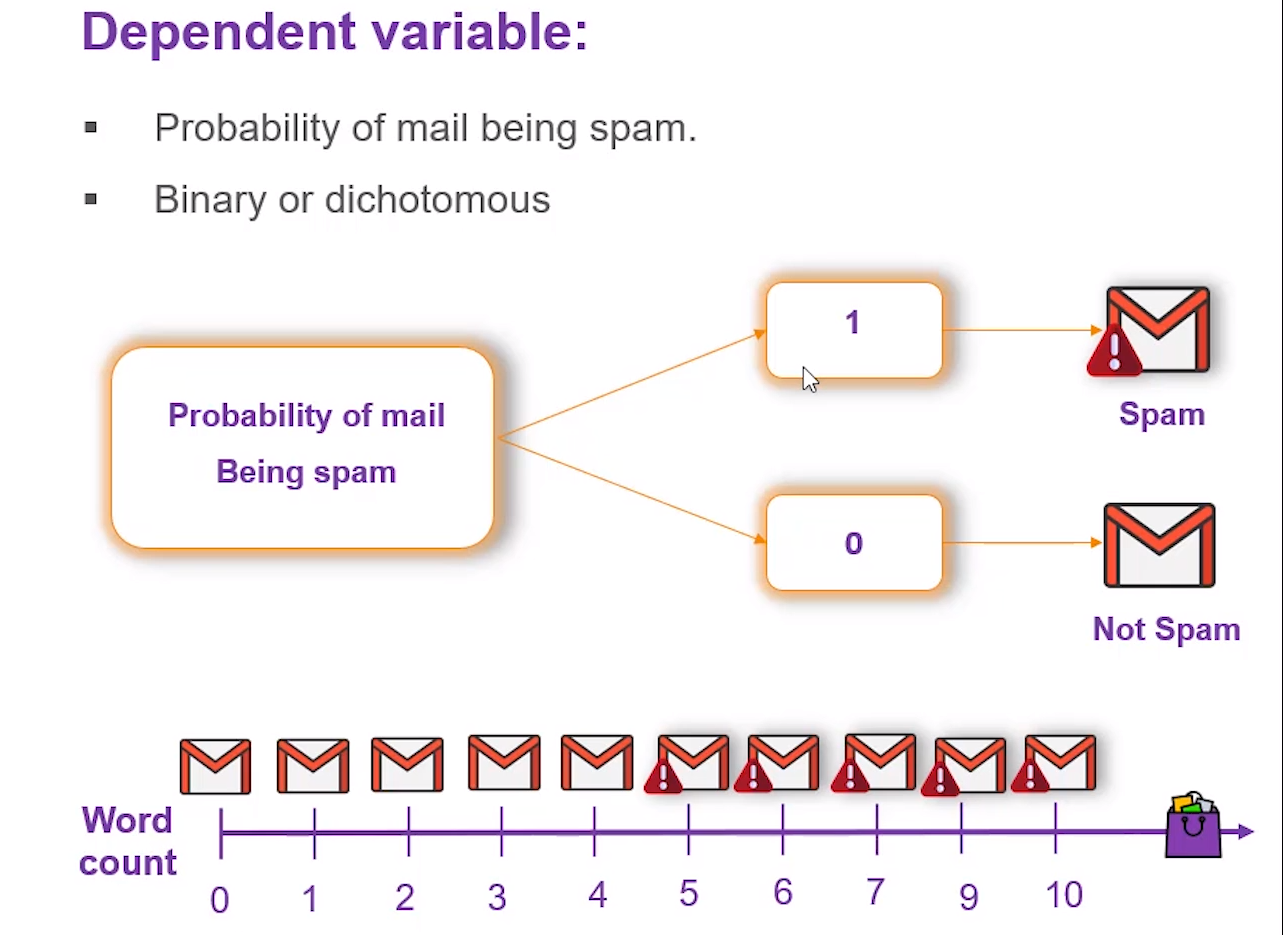 Dependent variable:
Probability of mail being spam.
Binary or dichotomous
1
Spam
Probability of mail
Being spam
0
Not Spam
Word
count
0 1 2 3 4 5 6 7 9 10